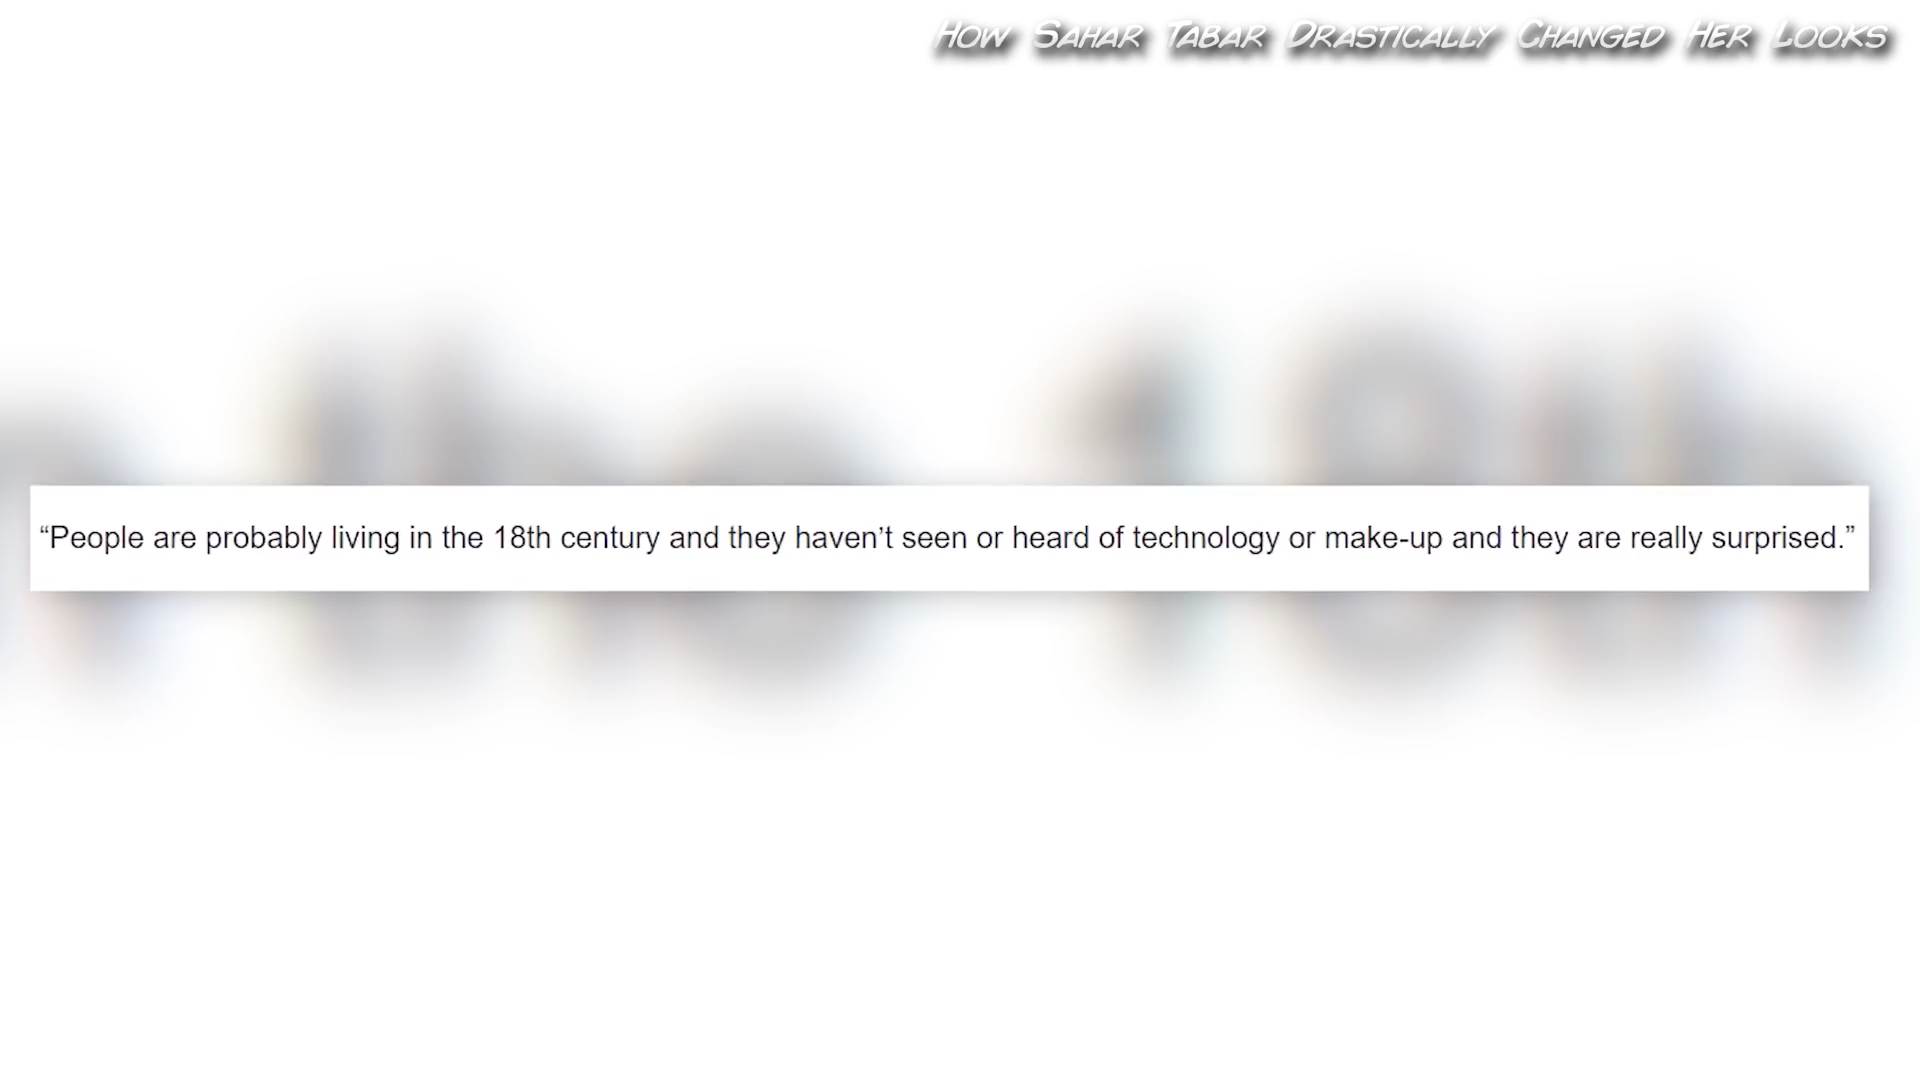 How Sahar Tabar Drastically Changed Her Looks
“People are probably living in the 18th century and they haven’t seen or heard of technology or make-up and they are really surprised.”